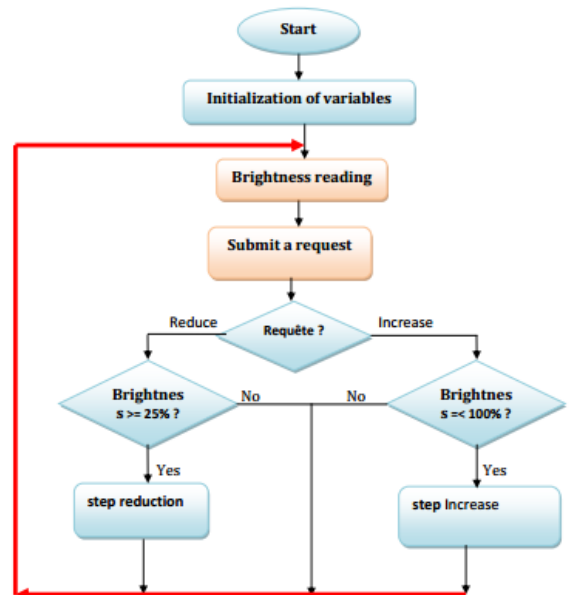 Start
Initialization of variables
Brightness reading
Submit a request
Reduce
Requête ?
Increase
Brightnes
s >= 25% ?
No
No
Brightnes
s =< 100% ?
Yes
Yes
step reduction
step Increase